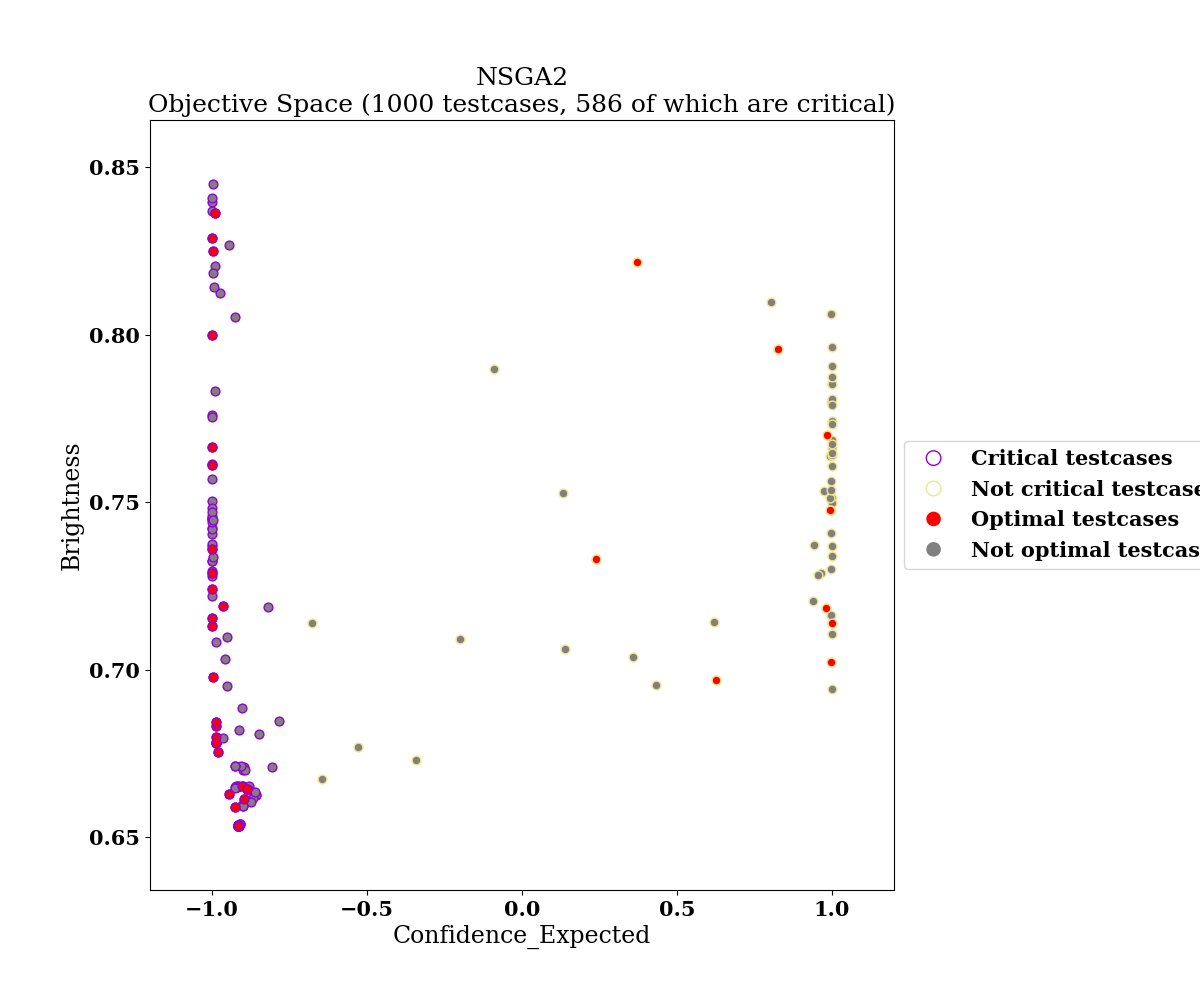 NSGA2
Objective Space (1000 testcases, 586 of which are critical)
0.85
0.80
0.75
0.70
0.65
Brightness
−1.0
−0.5
0.0
0.5
1.0
Confidence_Expected
Critical testcases
Not critical testcase
Optimal testcases
Not optimal testcas